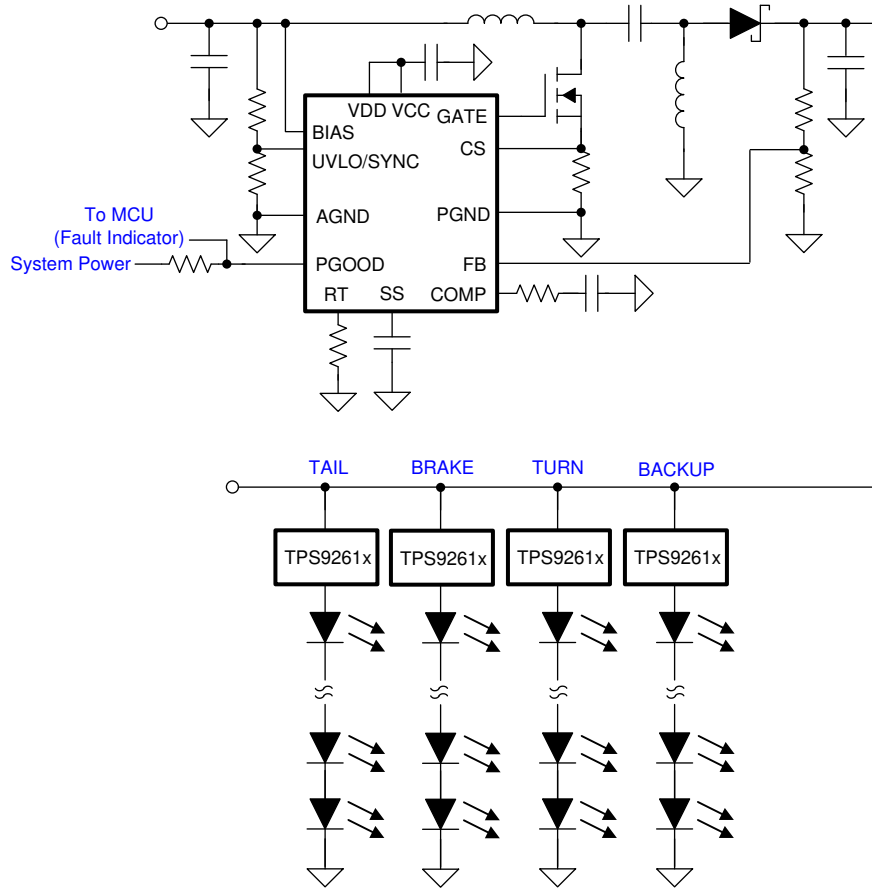 VDD VCC
GATE
BIAS
CS
UVLO/SYNC
To MCU
(Fault Indicator)
AGND
PGND
System Power
PGOOD
FB
RT
SS
COMP
TAIL
BRAKE
TURN
BACKUP
TPS9261x
TPS9261x
TPS9261x
TPS9261x